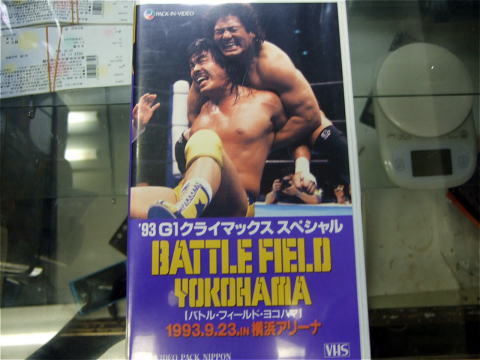 PACK-IN-VIDEO
'93 G1クライマックス スペシャル
BATTLE FIELD
YOKOHAMA
[バトル・フィールド・ヨコハマ]
1993.9.23.IN 横浜アリーナ
VIDEO PACK NIPPON
VHS